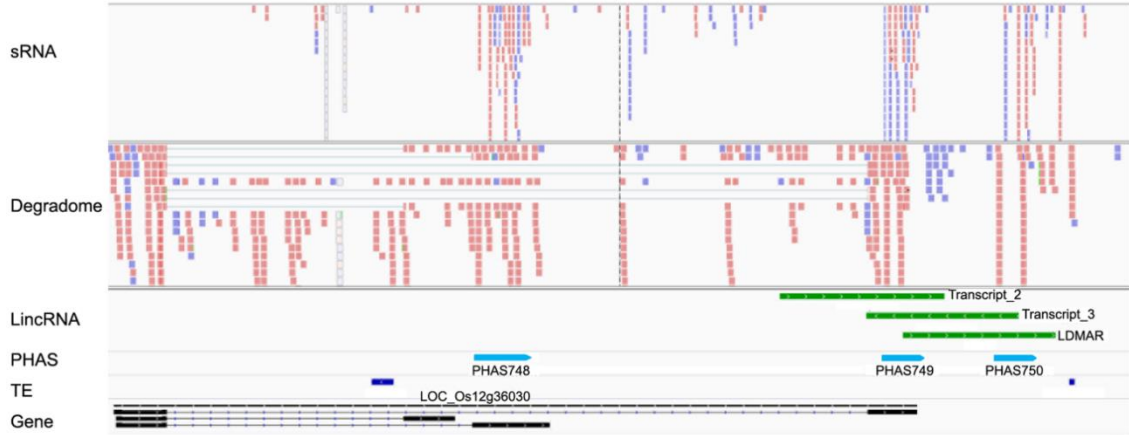 sRNA
Degradome
LincRNA
Transcript_2
Transcript_3
LDMAR
PHAS
PHAS748
PHAS749
PHAS750
TE
LOC_Os12g36030
Gene